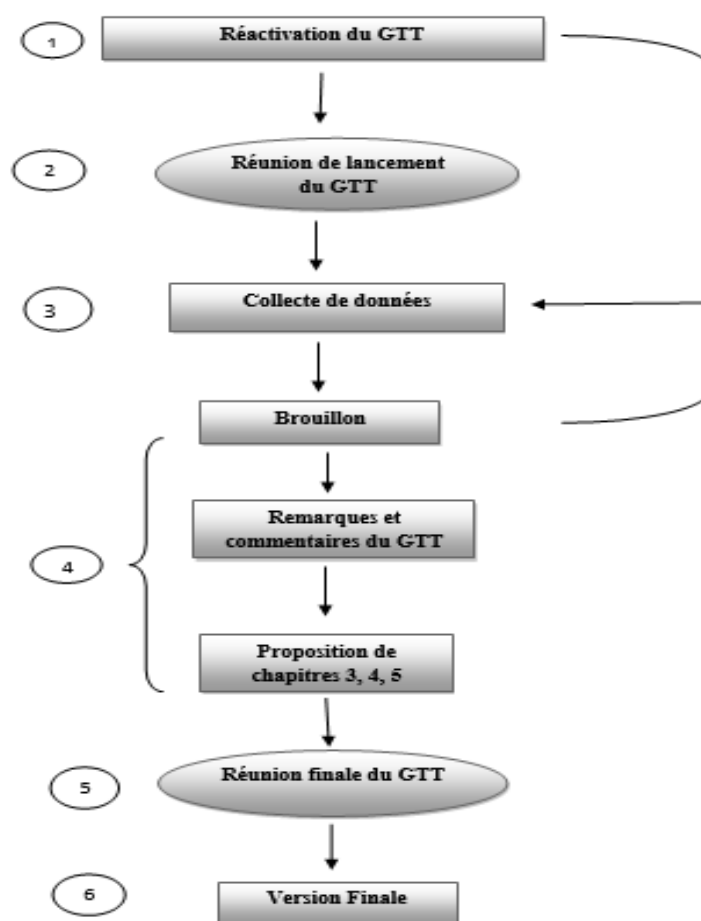 1
Réactivation du GTT
2
Réunion de lancement
du GTT
3
Collecte de données
Brouillon
4
Remarques et
commentaires du GTT
Proposition de
chapitres 3, 4, 5
5
Réunion finale du GTT
6
Version Finale